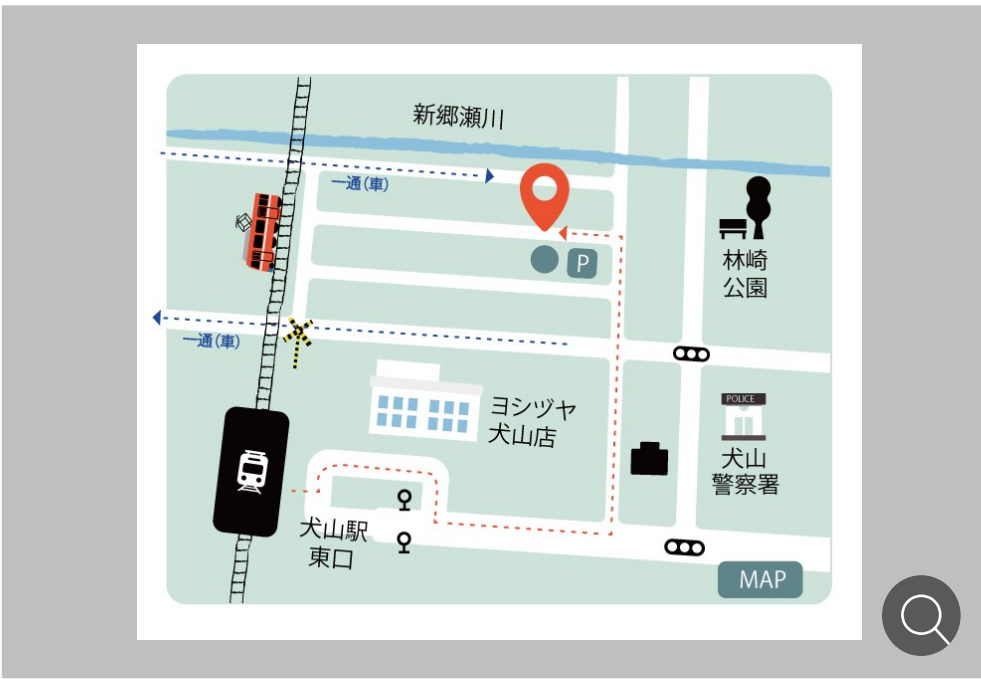 新郷瀬川
一通(車)
P
林崎
公園
一通(車)
POLICE
ヨシヅヤ
犬山店
犬山
警察署
犬山駅
東口
MAP